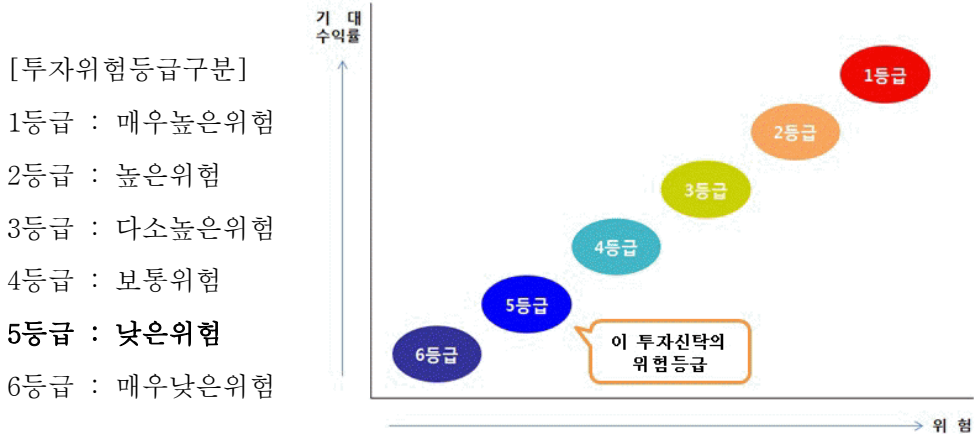 [투자위험등급구분]
1등급 : 매우높은위험
2등급 : 높은위험
3등급 : 다소높은위험
4등급 : 보통위험
5등급 : 낮은위험
6등급 : 매우낮은위험
기 대
수익률
1등급
2등급
3등급
4등급
5등급
6등급
이 투자신탁의
위험등급
위 험